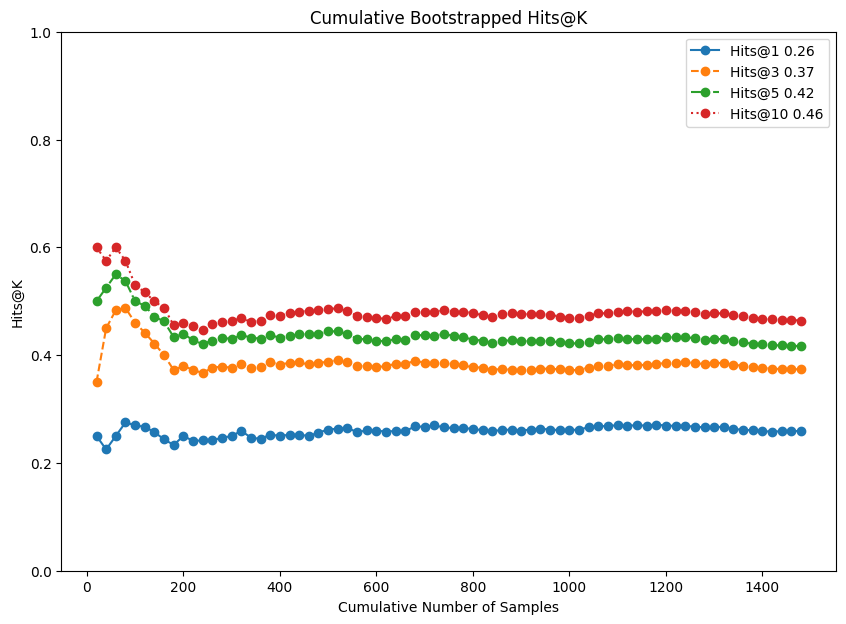 Cumulative Bootstrapped Hits@K
Hits@1 0.26
Hits@3 0.37
Hits@5 0.42
Hits@10 0.46
1.0
0.8
0.6
0.4
0.2
0.0
Hits@K
0 200 400 600 800 1000 1200 1400
Cumulative Number of Samples